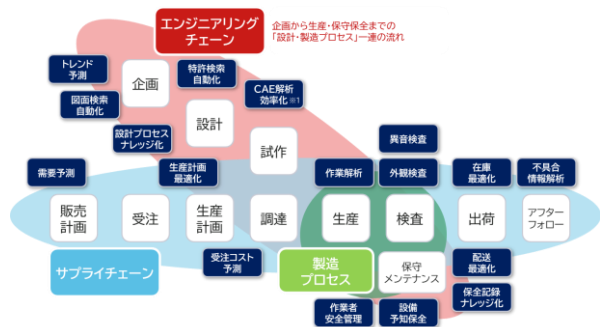 エンジニアリング
チェーン
企画から生産・保守保全までの
「設計・製造プロセス」一連の流れ
トレンド
予測
企画
特許検索
自動化
図面検索
自動化
設計
CAE解析
効率化※1
設計プロセス
ナレッジ化
試作
異音検査
需要予測
生産計画
最適化
作業解析
外観検査
在庫
最適化
不具合
情報解析
販売
計画
受注
生産
計画
調達
生産
検査
出荷
アフター
フォロー
サプライチェーン
受注コスト
予測
製造
プロセス
保守
メンテナンス
配送
最適化
保全記録
ナレッジ化
作業者
安全管理
設備
予知保全